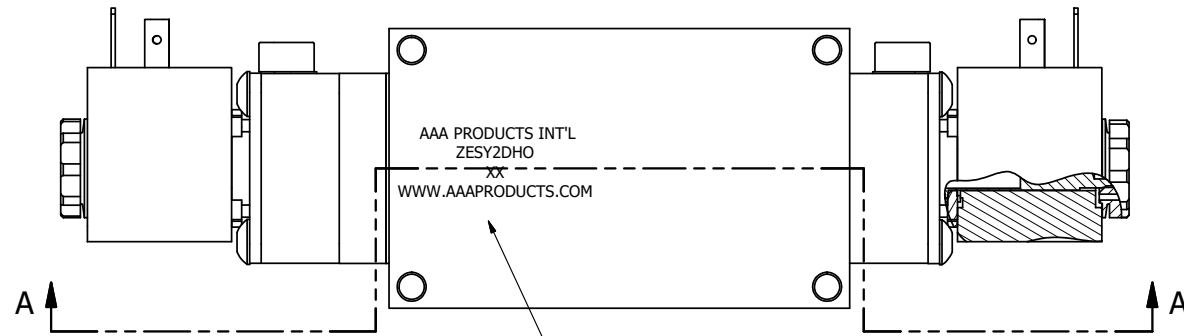 AAA PRODUCTS INT'L
ZESY2DHO
XX
WWW.AAAPRODUCTS.COM
A
A